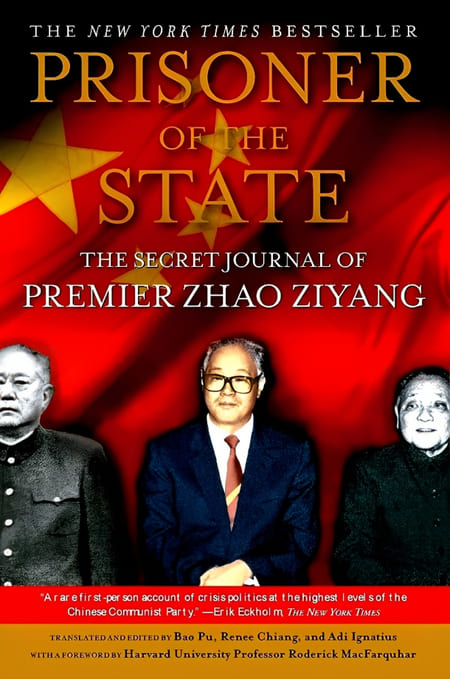 THE NEW YORK TIMES BESTSELLER
PRISONER
OF THE
STATE
THE SECRET JOURNAL OF
PREMIER ZHAO ZIYANG
"A rare first-person account of crisis politics at the highest levels of the
Chinese Communist Party." —Erik Eckholm, THE NEW YORK TIMES
TRANSLATED AND EDITED BY Bao Pu, Renee Chiang, and Adi Ignatius
WITH A FOREWORD BY Harvard University Professor Roderick MacFarquhar